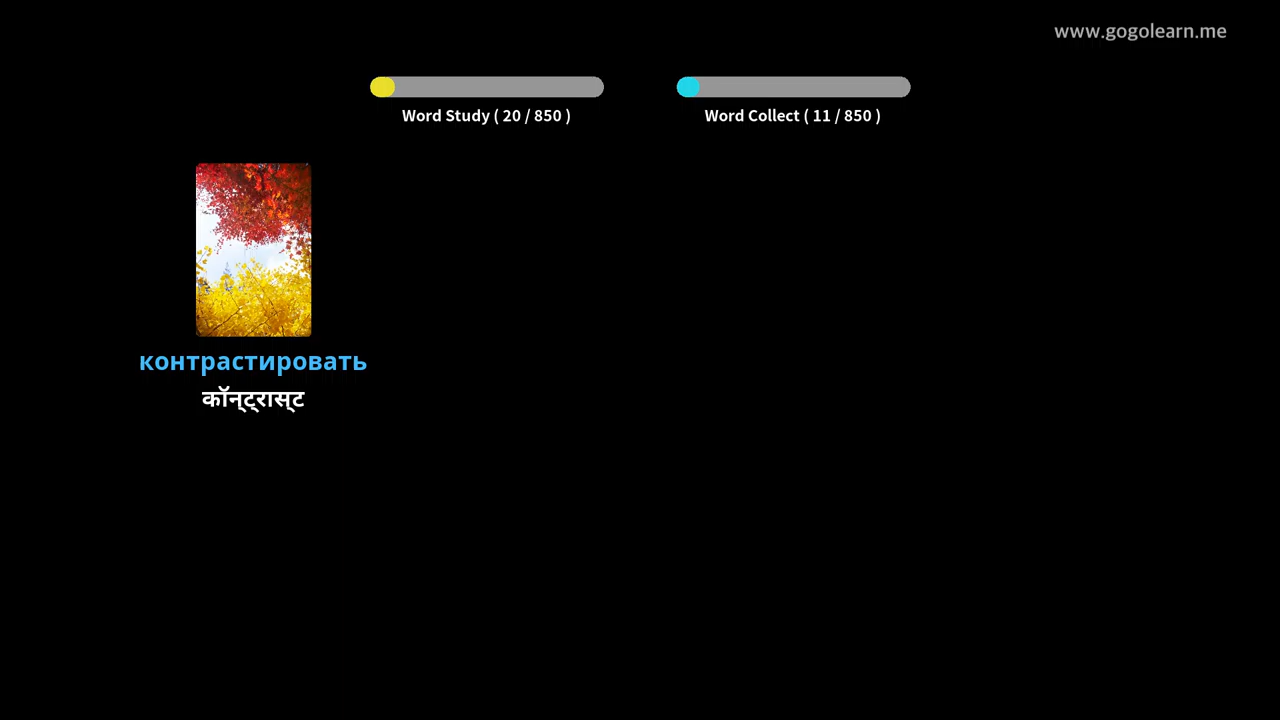 www.gogolearn.me
Word Study ( 20 / 850 )
Word Collect ( 11 / 850 )
контрастировать
कॉन्ट्रास्ट